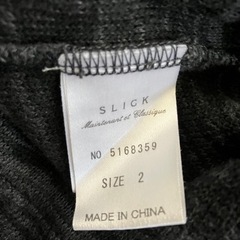 SLICK
Maintenant et Classique
NO 5168359
SIZE 2
MADE IN CHINA